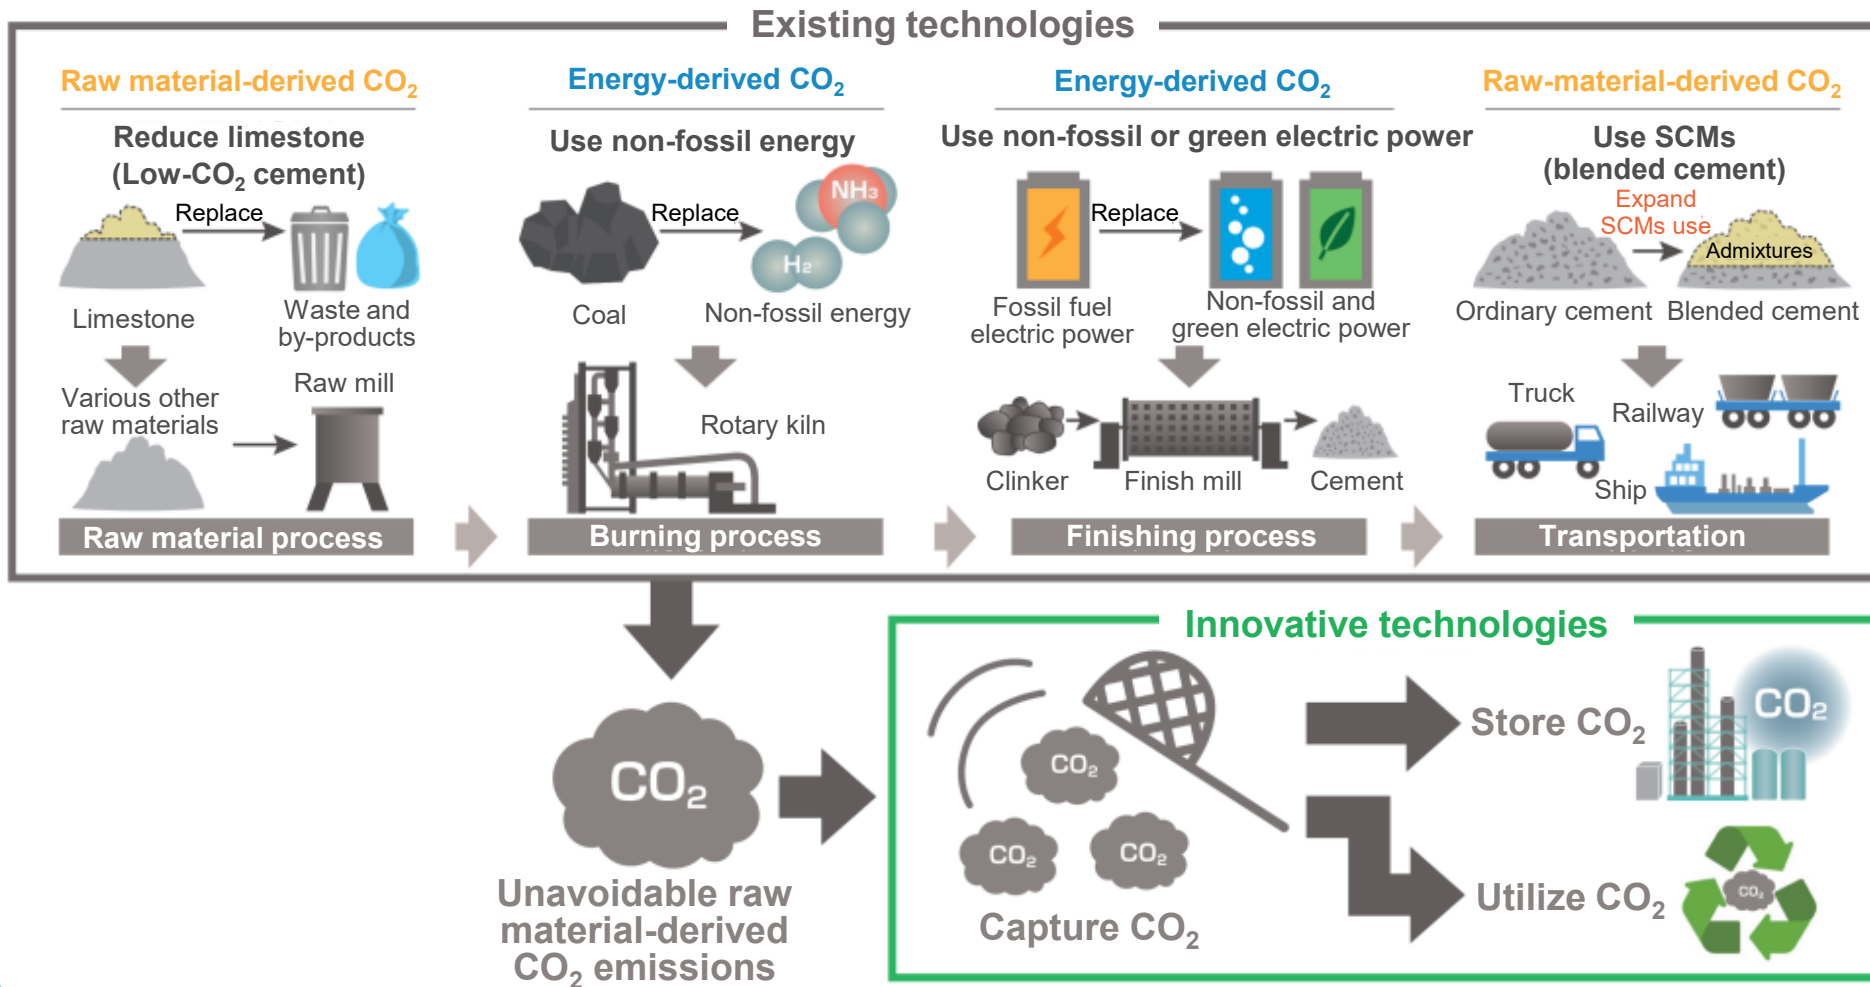 Existing technologies
Raw material-derived CO₂
Reduce limestone
(Low-CO₂ cement)
Replace
Limestone
Waste and
by-products
Various other
raw materials
Raw mill
Raw material process
Energy-derived CO₂
Use non-fossil energy
Replace
NH₃
H₂
Coal
Non-fossil energy
Rotary kiln
Burning process
Energy-derived CO₂
Use non-fossil or green electric power
Replace
Fossil fuel
electric power
Non-fossil and
green electric power
Clinker
Finish mill
Cement
Finishing process
Raw-material-derived CO₂
Use SCMs
(blended cement)
Expand
SCMs use
Admixtures
Ordinary cement
Blended cement
Truck
Railway
Ship
Transportation
CO₂
Unavoidable raw
material-derived
CO₂ emissions
Innovative technologies
CO₂
CO₂
CO₂
Capture CO₂
Store CO₂
CO₂
Utilize CO₂
CO₂